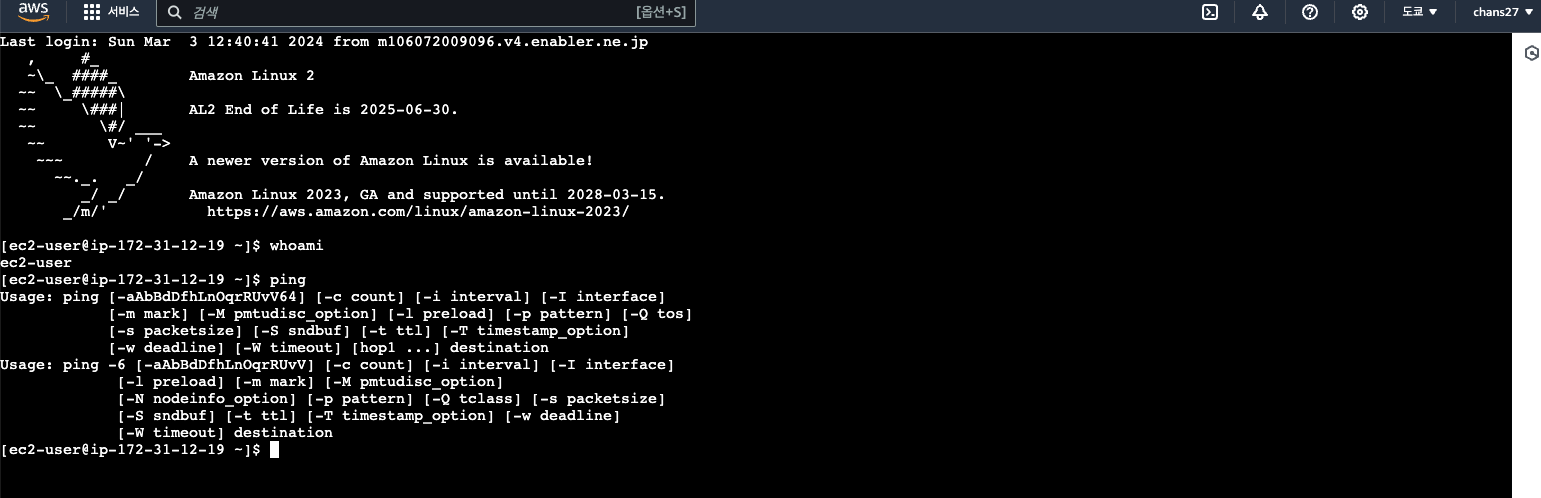 aws
서비스
검색
[옵션+S]
도쿄 ▼
chans27 ▼
Last login: Sun Mar  3 12:40:41 2024 from m106072009096.v4.enabler.ne.jp
   ,     #_
   ~\_  ####_        Amazon Linux 2
  ~~  \_#####\
  ~~     \###|       AL2 End of Life is 2025-06-30.
  ~~       \#/ ___
   ~~       V~' '->
    ~~~         /    A newer version of Amazon Linux is available!
      ~~._.   _/
         _/ _/       Amazon Linux 2023, GA and supported until 2028-03-15.
       _/m/'           https://aws.amazon.com/linux/amazon-linux-2023/
[ec2-user@ip-172-31-12-19 ~]$ whoami
ec2-user
[ec2-user@ip-172-31-12-19 ~]$ ping
Usage: ping [-aAbBdDfhLnOqrRUvV64] [-c count] [-i interval] [-I interface]
            [-m mark] [-M pmtudisc_option] [-l preload] [-p pattern] [-Q tos]
            [-s packetsize] [-S sndbuf] [-t ttl] [-T timestamp_option]
            [-w deadline] [-W timeout] [hop1 ...] destination
Usage: ping -6 [-aAbBdDfhLnOqrRUvV] [-c count] [-i interval] [-I interface]
             [-l preload] [-m mark] [-M pmtudisc_option]
             [-N nodeinfo_option] [-p pattern] [-Q tclass] [-s packetsize]
             [-S sndbuf] [-t ttl] [-T timestamp_option] [-w deadline]
             [-W timeout] destination
[ec2-user@ip-172-31-12-19 ~]$